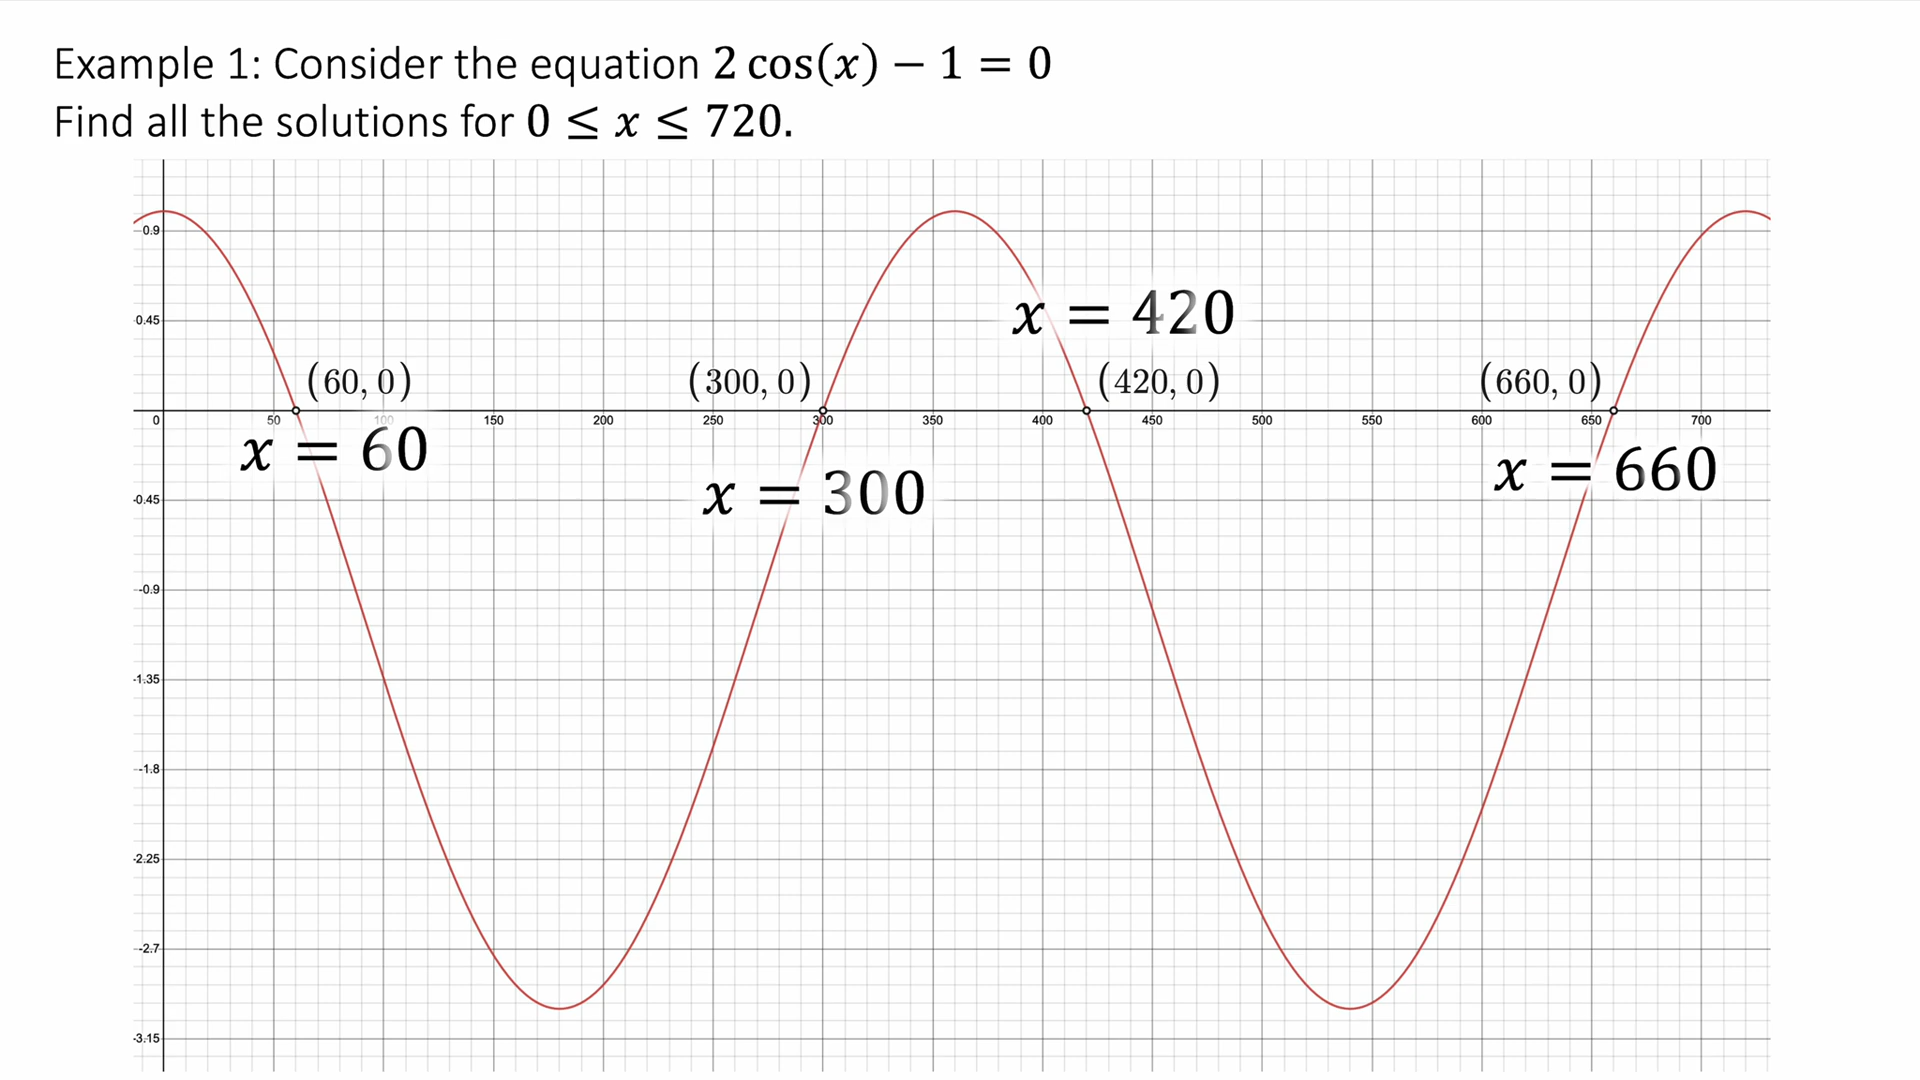 Example 1: Consider the equation 2 cos(x) − 1 = 0
Find all the solutions for 0 ≤ x ≤ 720.
0.9
0.45
x = 420
(60, 0)
(300, 0)
(420, 0)
(660, 0)
0 50 100 150 200 250 300 350 400 450 500 550 600 650 700
x = 60
x = 300
x = 660
-0.45
-0.9
-1.35
-1.8
-2.25
-2.7
-3.15